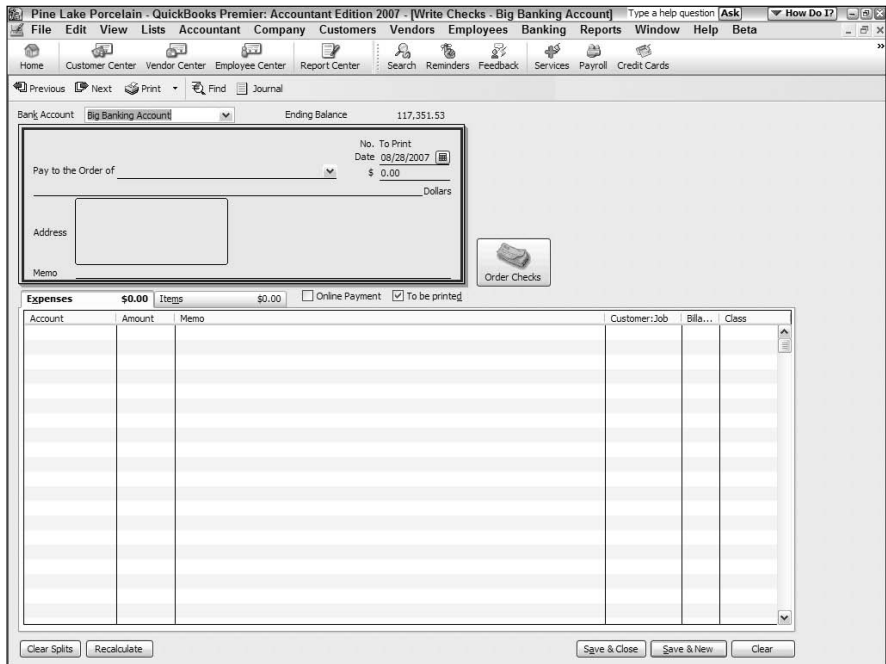 Pine Lake Porcelain - QuickBooks Premier: Accountant Edition 2007 - [Write Checks - Big Banking Account] Type a help question Ask How Do I?
File Edit View Lists Accountant Company Customers Vendors Employees Banking Reports Window Help Beta
Home Customer Center Vendor Center Employee Center Report Center Search Reminders Feedback Services Payroll Credit Cards
Previous Next Print Find Journal
Bank Account Big Banking Account Ending Balance 117,351.53
No. To Print
Date 08/28/2007
Pay to the Order of $ 0.00
Dollars
Address
Memo
Order Checks
Expenses $0.00 Items $0.00 Online Payment To be printed
Account Amount Memo Customer:Job Billa... Class
Clear Splits Recalculate Save & Close Save & New Clear